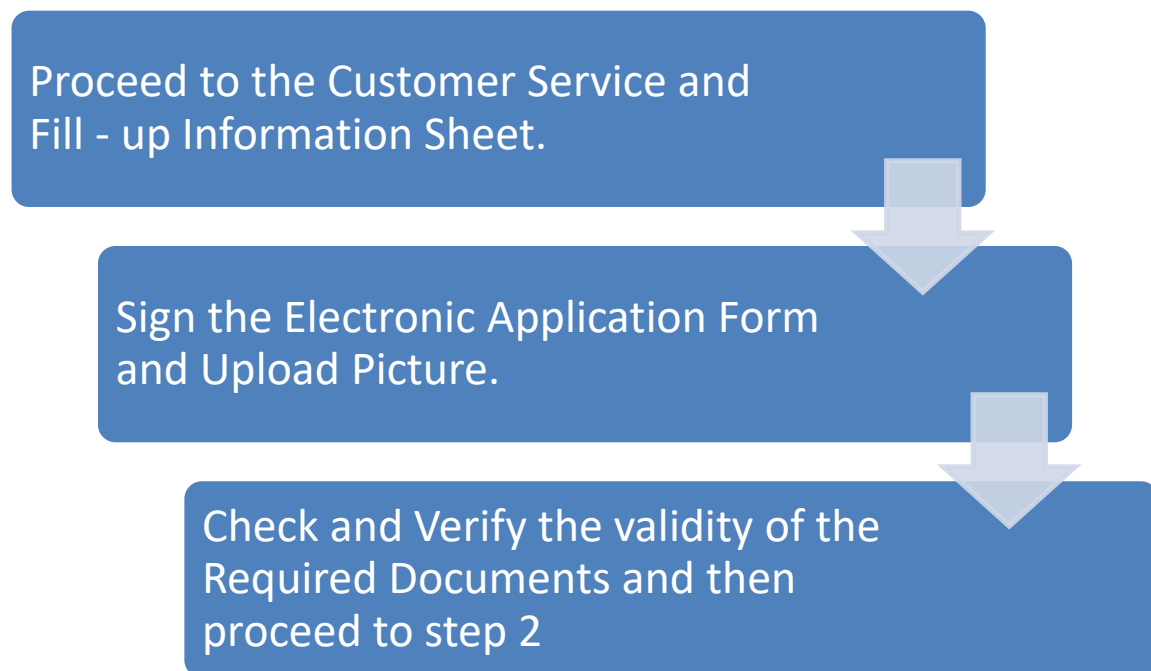 Proceed to the Customer Service and
Fill - up Information Sheet.
Sign the Electronic Application Form
and Upload Picture.
Check and Verify the validity of the
Required Documents and then
proceed to step 2